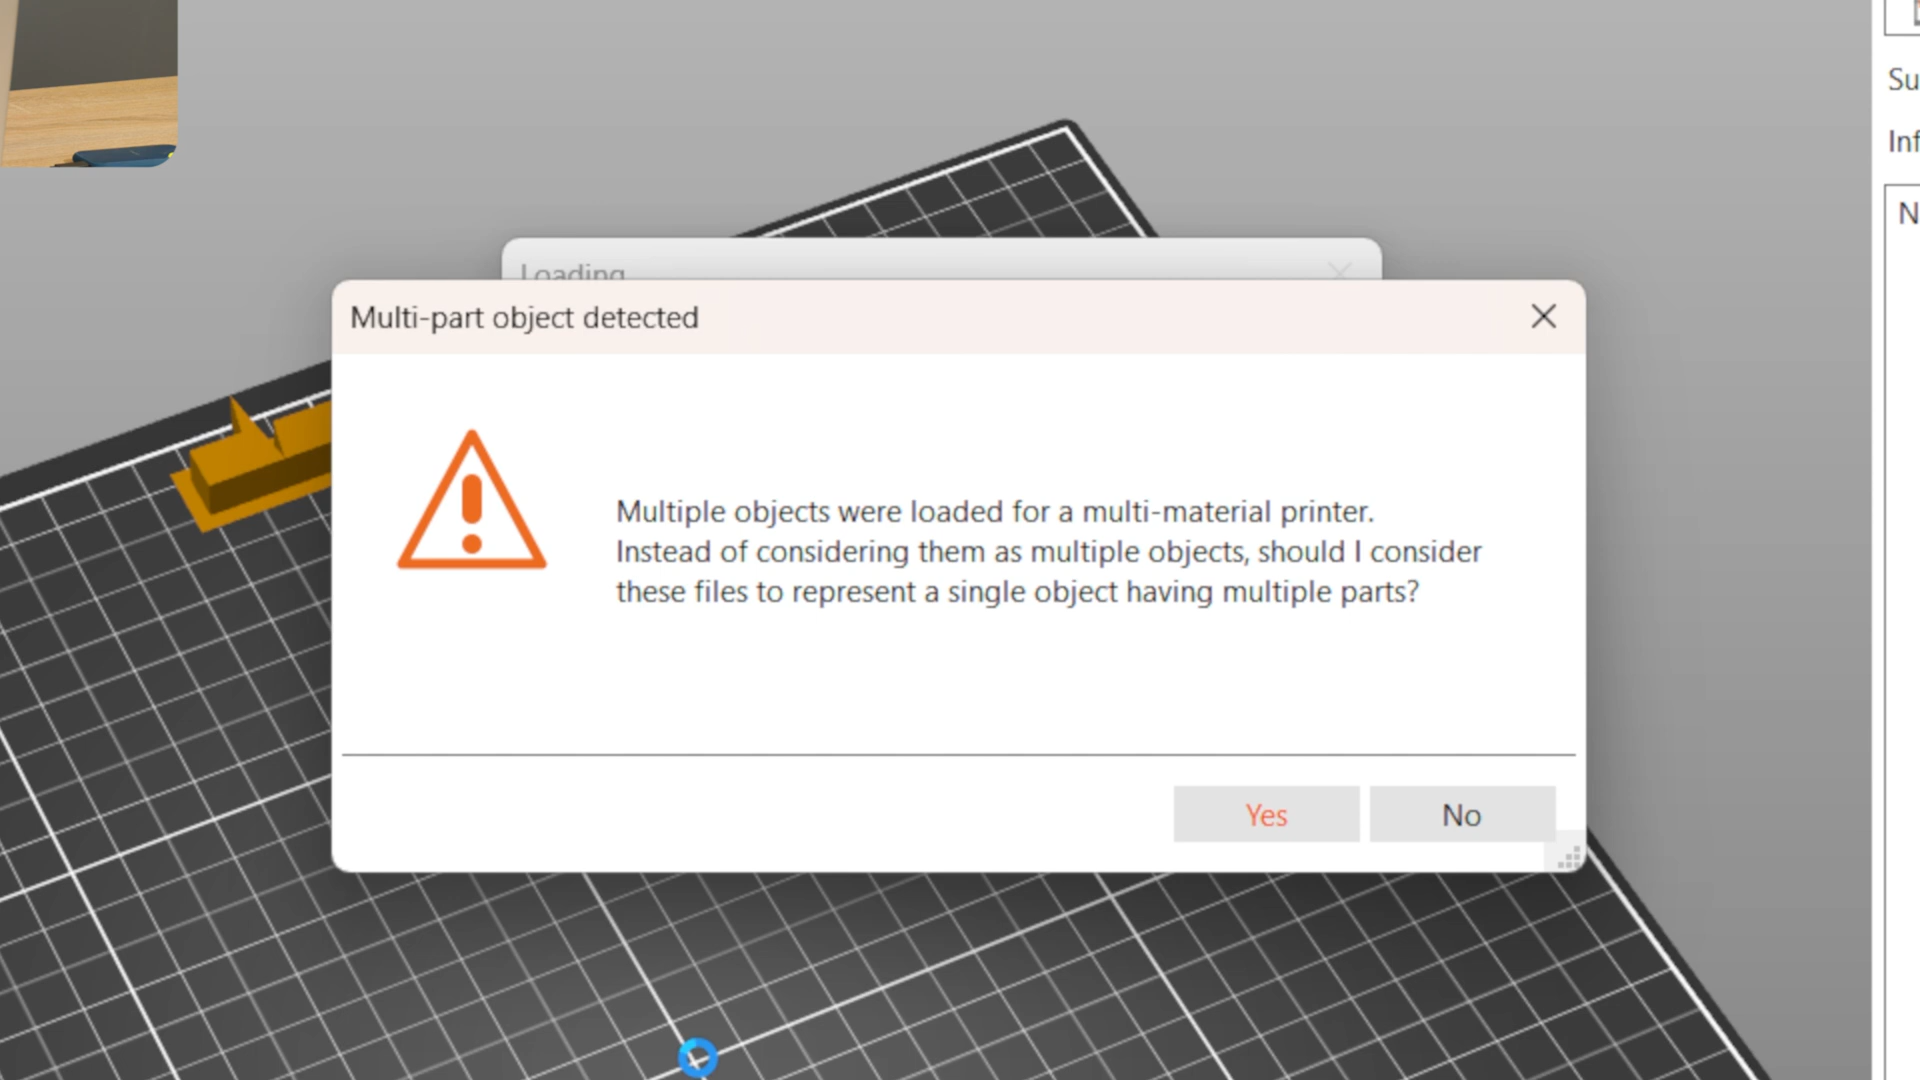 Su
Inf
N
Loading
Multi-part object detected
Multiple objects were loaded for a multi-material printer.
Instead of considering them as multiple objects, should I consider
these files to represent a single object having multiple parts?
Yes
No